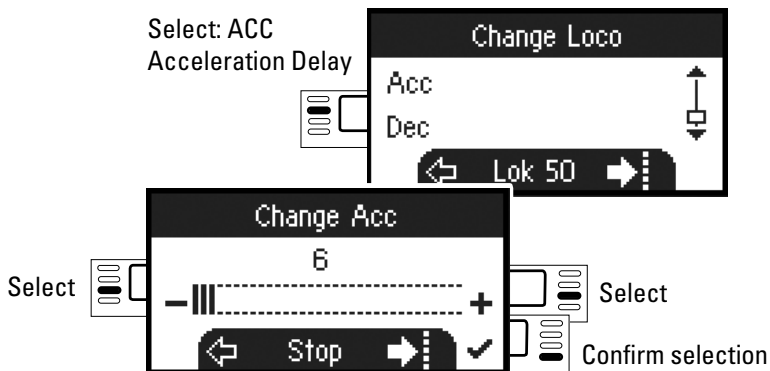 Select: ACC
Acceleration Delay
Change Loco
Acc
Dec
Lok 50
Change Acc
6
Select
− +
Select
Stop
Confirm selection